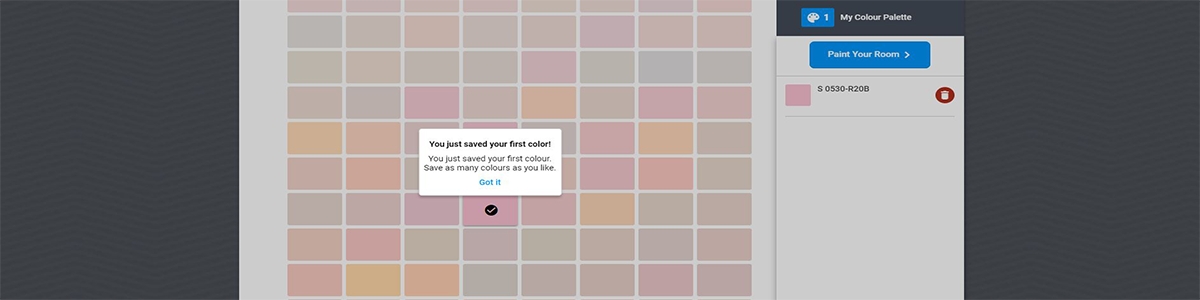 1 My Colour Palette
Paint Your Room
S 0530-R20B
You just saved your first color!
You just saved your first colour.
Save as many colours as you like.
Got it